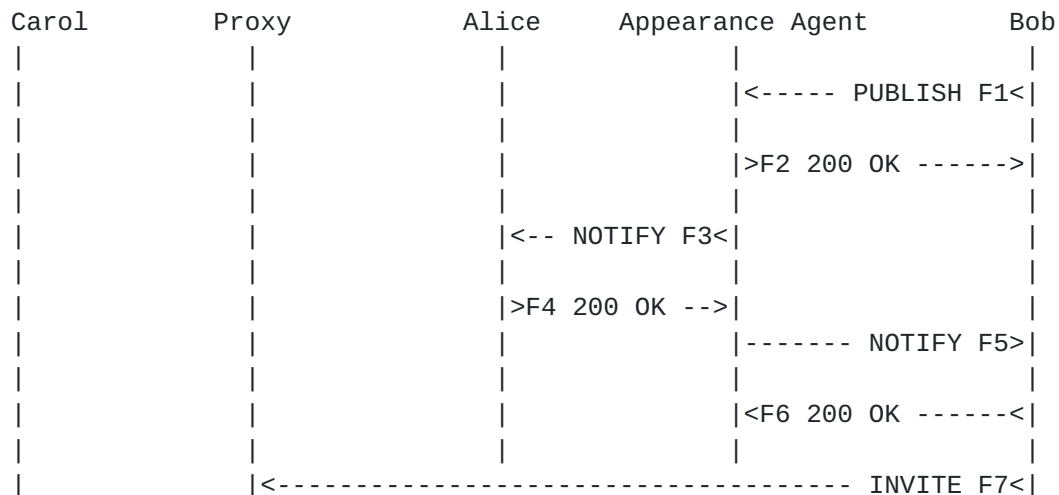 Carol        Proxy           Alice     Appearance Agent         Bob
|               |               |              |                  |
|               |               |              |<----- PUBLISH F1<|
|               |               |              |                  |
|               |               |              |>F2 200 OK ------>|
|               |               |              |                  |
|               |               |<-- NOTIFY F3<|                  |
|               |               |              |                  |
|               |               |>F4 200 OK -->|                  |
|               |               |              |------- NOTIFY F5>|
|               |               |              |                  |
|               |               |              |<F6 200 OK ------<|
|               |               |              |                  |
|               |<------------------------------------- INVITE F7<|